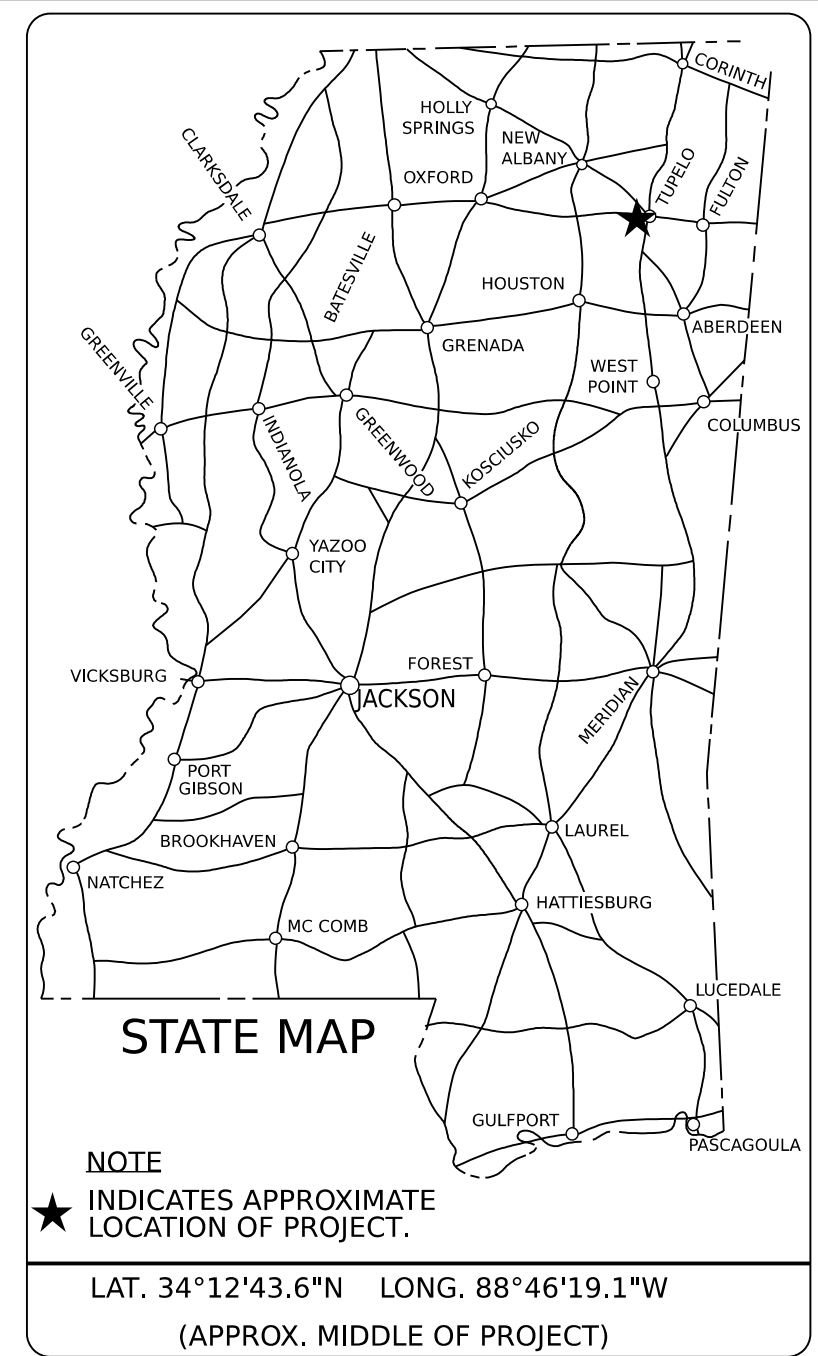 CORINTH
HOLLY
SPRINGS
NEW
ALBANY
CLARKSDALE
OXFORD
TUPELO
FULTON
BATESVILLE
HOUSTON
ABERDEEN
GREENVILLE
GRENADA
WEST
POINT
COLUMBUS
INDIANOLA
GREENWOOD
KOSCIUSKO
YAZOO
CITY
VICKSBURG
FOREST
JACKSON
MERIDIAN
PORT
GIBSON
BROOKHAVEN
LAUREL
NATCHEZ
HATTIESBURG
MC COMB
LUCEDALE
STATE MAP
GULFPORT
PASCAGOULA
NOTE
INDICATES APPROXIMATE
LOCATION OF PROJECT.
LAT. 34°12'43.6"N LONG. 88°46'19.1"W
(APPROX. MIDDLE OF PROJECT)